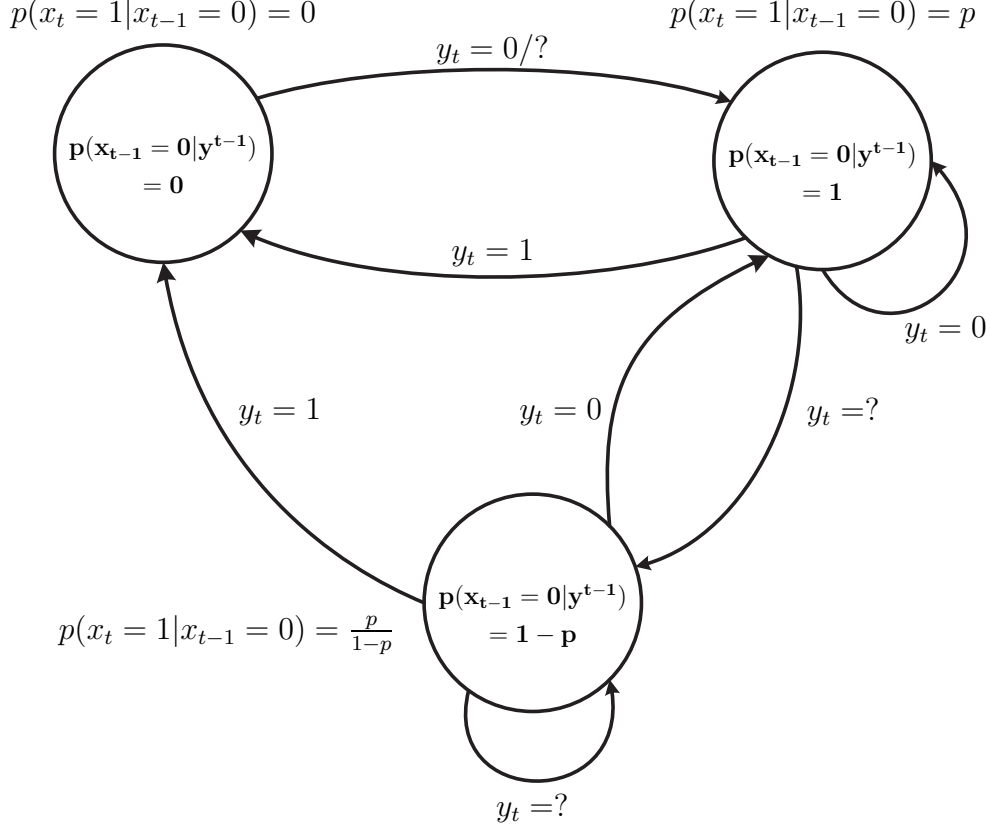 p(x_t = 1|x_{t-1} = 0) = 0
p(x_t = 1|x_{t-1} = 0) = p
y_t = 0/?
p(x_{t-1} = 0|y^{t-1})
= 0
p(x_{t-1} = 0|y^{t-1})
= 1
y_t = 1
y_t = 0
y_t = 1
y_t = 0
y_t =?
p(x_{t-1} = 0|y^{t-1})
= 1 − p
p(x_t = 1|x_{t-1} = 0) = \frac{p}{1-p}
y_t =?